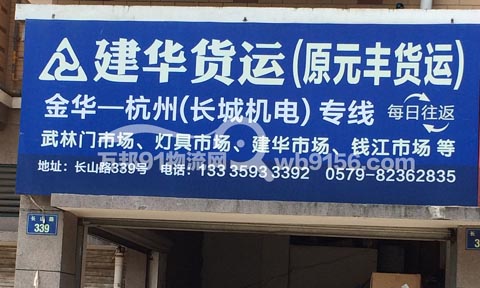 建华货运(原元丰货运)
金华—杭州(长城机电)专线 每日往返
武林门市场、灯具市场、建华市场、钱江市场 等
地址：长山路339号 电话：133 3593 3392 0579-82362835
万邦91物流网 wb9156.com
长山路
339
长
3